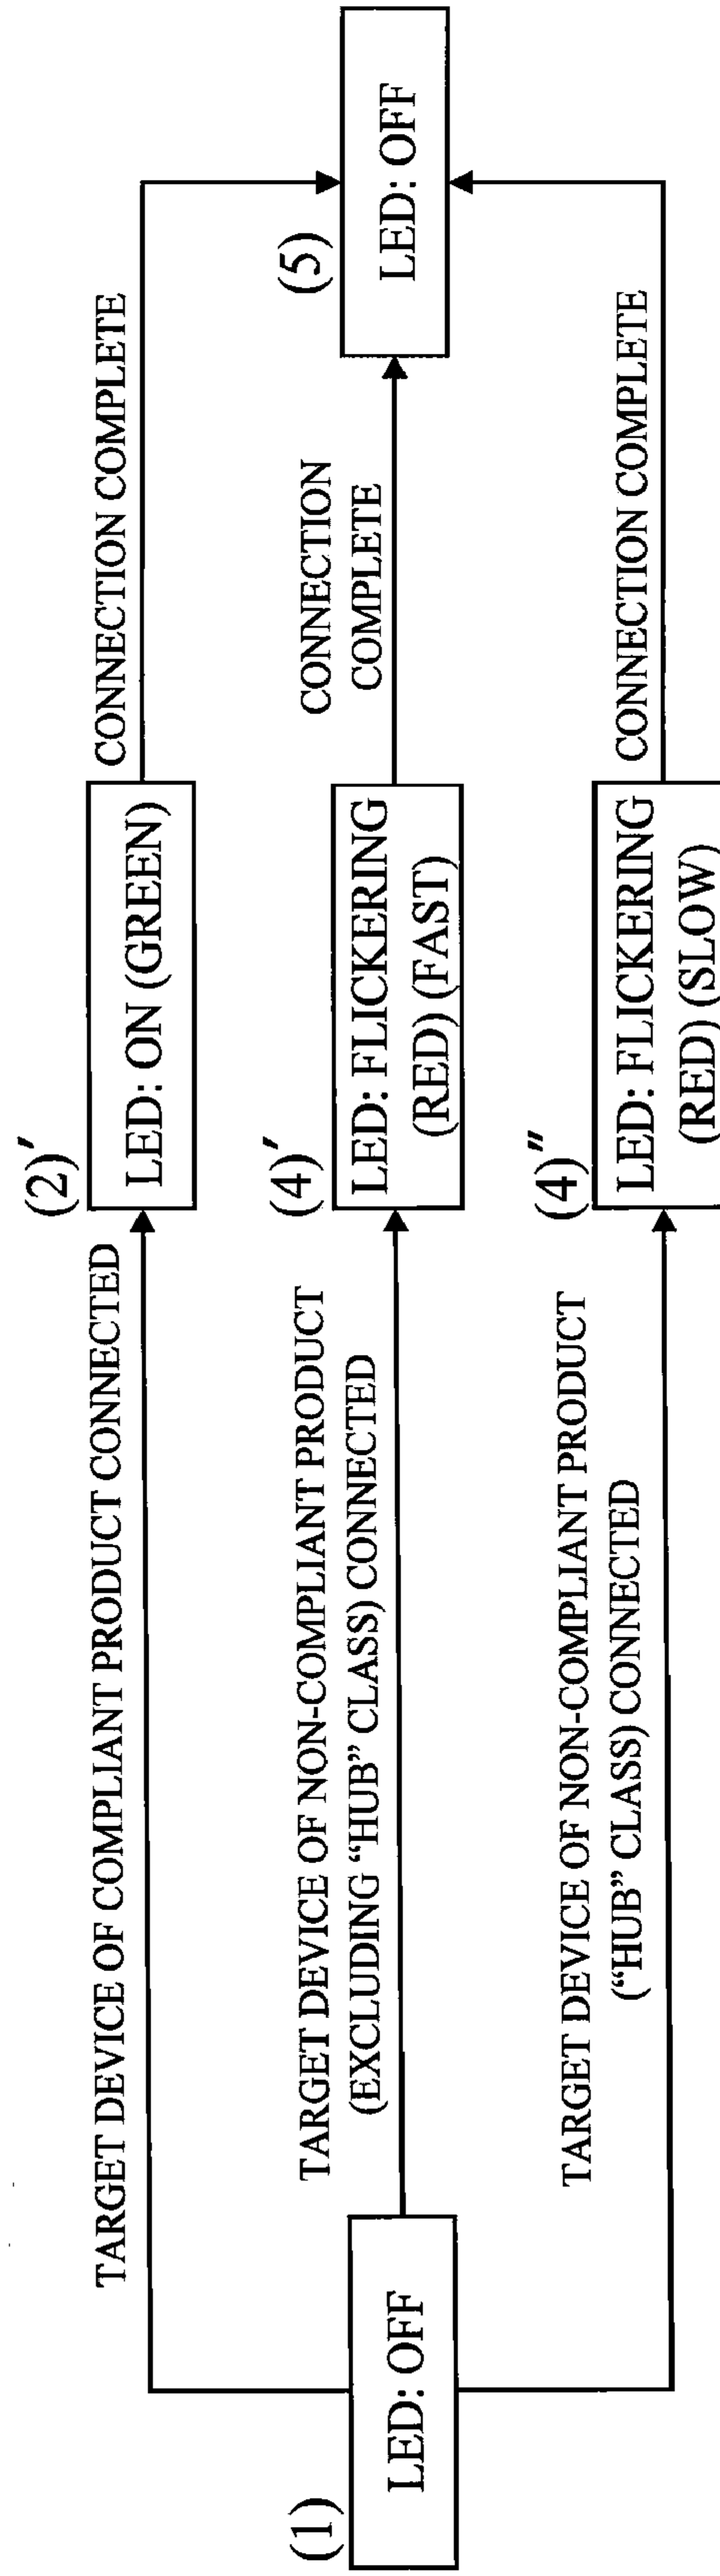 (1)
LED: OFF
TARGET DEVICE OF COMPLIANT PRODUCT CONNECTED
(2)′
LED: ON (GREEN)
CONNECTION COMPLETE
TARGET DEVICE OF NON-COMPLIANT PRODUCT
(EXCLUDING “HUB” CLASS) CONNECTED
(4)′
LED: FLICKERING
(RED) (FAST)
CONNECTION
COMPLETE
TARGET DEVICE OF NON-COMPLIANT PRODUCT
(“HUB” CLASS) CONNECTED
(4)″
LED: FLICKERING
(RED) (SLOW)
CONNECTION COMPLETE
(5)
LED: OFF